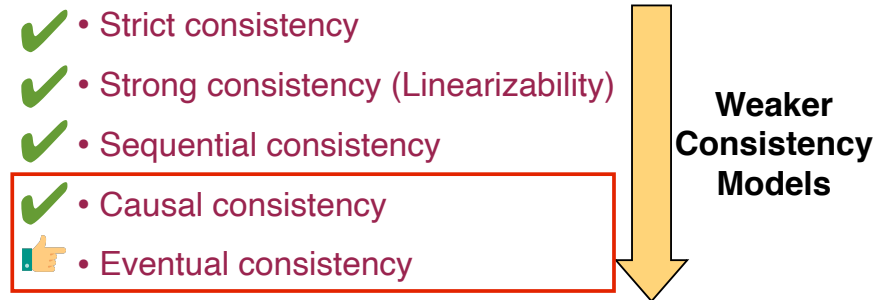 • Strict consistency
• Strong consistency (Linearizability)
• Sequential consistency
• Causal consistency
• Eventual consistency
Weaker
Consistency
Models